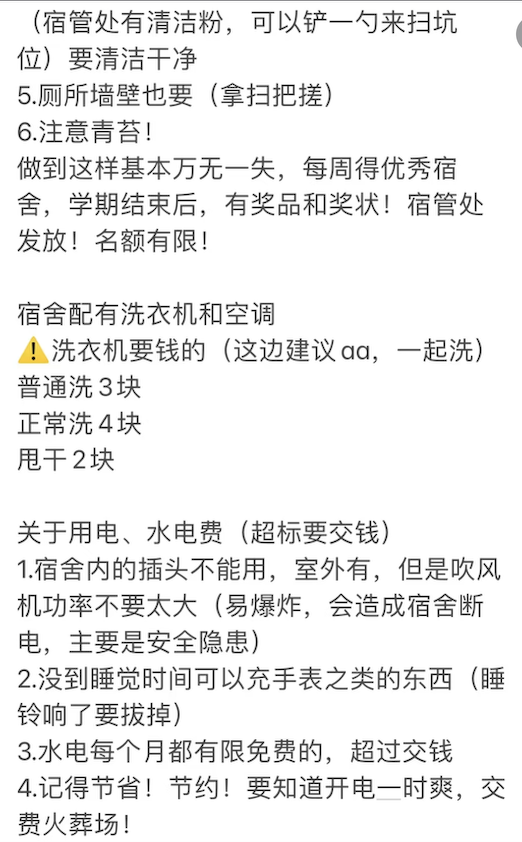 （宿管处有清洁粉，可以铲一勺来扫坑
位）要清洁干净
5.厕所墙壁也要（拿扫把搓）
6.注意青苔！
做到这样基本万无一失，每周得优秀宿
舍，学期结束后，有奖品和奖状！宿管处
发放！名额有限！
宿舍配有洗衣机和空调
⚠️洗衣机要钱的（这边建议aa，一起洗）
普通洗3块
正常洗4块
甩干2块
关于用电、水电费（超标要交钱）
1.宿舍内的插头不能用，室外有，但是吹风
机功率不要太大（易爆炸，会造成宿舍断
电，主要是安全隐患）
2.没到睡觉时间可以充手表之类的东西（睡
铃响了要拔掉）
3.水电每个月都有限免费的，超过交钱
4.记得节省！节约！要知道开电一时爽，交
费火葬场！